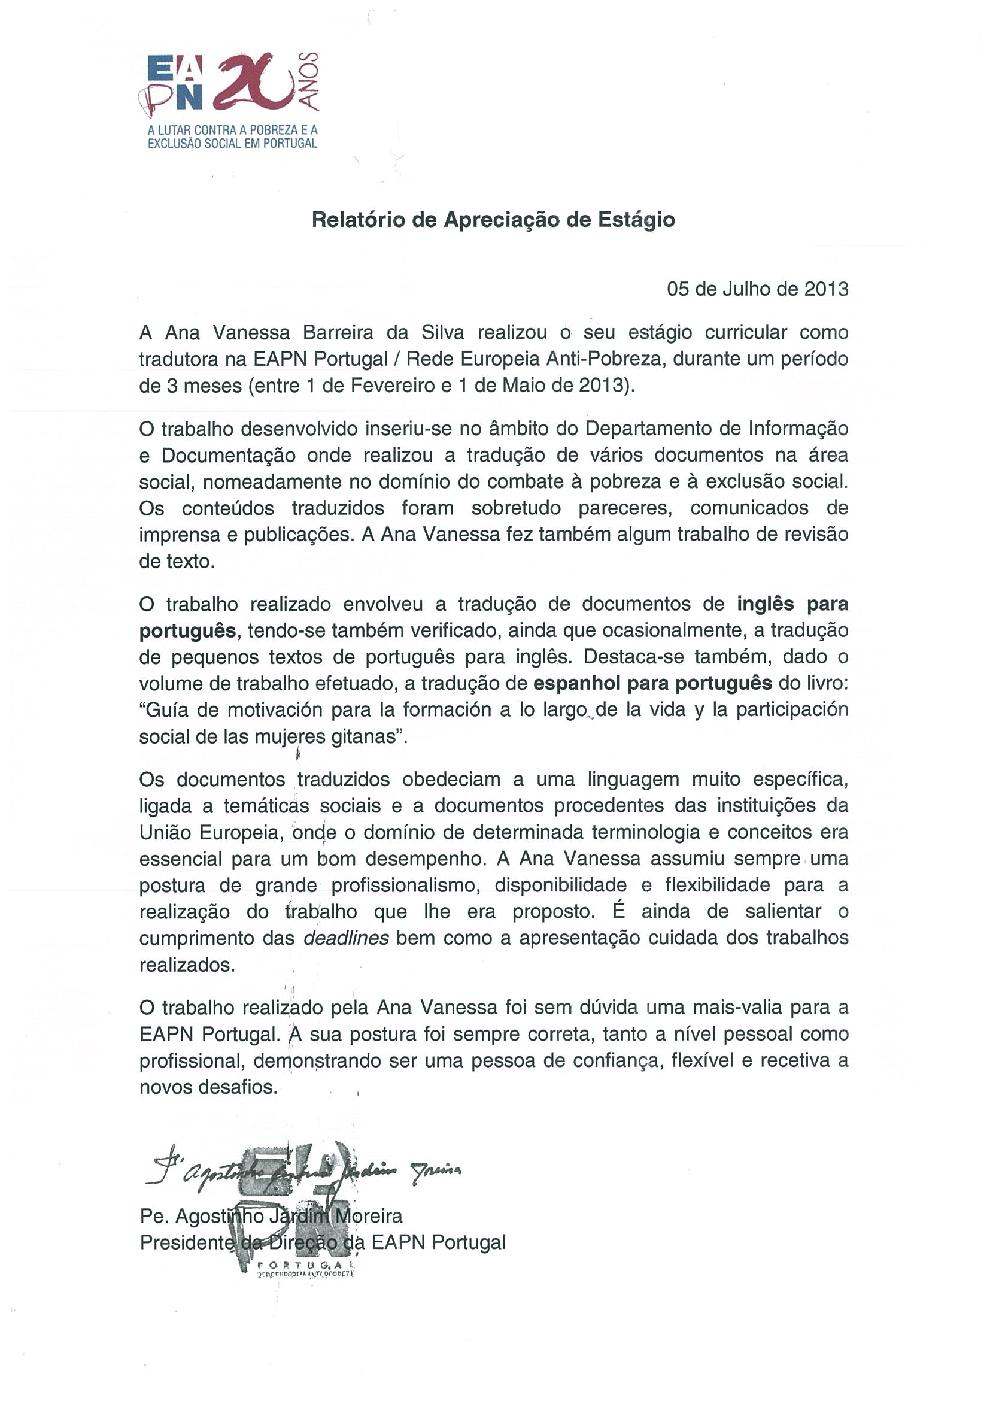 EAPN 20 ANOS
A LUTAR CONTRA A POBREZA E A
EXCLUSÃO SOCIAL EM PORTUGAL
Relatório de Apreciação de Estágio
05 de Julho de 2013
A Ana Vanessa Barreira da Silva realizou o seu estágio curricular como
tradutora na EAPN Portugal / Rede Europeia Anti-Pobreza, durante um período
de 3 meses (entre 1 de Fevereiro e 1 de Maio de 2013).
O trabalho desenvolvido inseriu-se no âmbito do Departamento de Informação
e Documentação onde realizou a tradução de vários documentos na área
social, nomeadamente no domínio do combate à pobreza e à exclusão social.
Os conteúdos traduzidos foram sobretudo pareceres, comunicados de
imprensa e publicações. A Ana Vanessa fez também algum trabalho de revisão
de texto.
O trabalho realizado envolveu a tradução de documentos de inglês para
português, tendo-se também verificado, ainda que ocasionalmente, a tradução
de pequenos textos de português para inglês. Destaca-se também, dado o
volume de trabalho efetuado, a tradução de espanhol para português do livro:
“Guía de motivación para la formación a lo largo de la vida y la participación
social de las mujeres gitanas”.
Os documentos traduzidos obedeciam a uma linguagem muito específica,
ligada a temáticas sociais e a documentos procedentes das instituições da
União Europeia, onde o domínio de determinada terminologia e conceitos era
essencial para um bom desempenho. A Ana Vanessa assumiu sempre uma
postura de grande profissionalismo, disponibilidade e flexibilidade para a
realização do trabalho que lhe era proposto. É ainda de salientar o
cumprimento das deadlines bem como a apresentação cuidada dos trabalhos
realizados.
O trabalho realizado pela Ana Vanessa foi sem dúvida uma mais-valia para a
EAPN Portugal. A sua postura foi sempre correta, tanto a nível pessoal como
profissional, demonstrando ser uma pessoa de confiança, flexível e recetiva a
novos desafios.
Pe. Agostinho Jardim Moreira
Presidente da Direção da EAPN Portugal
PORTUGAL